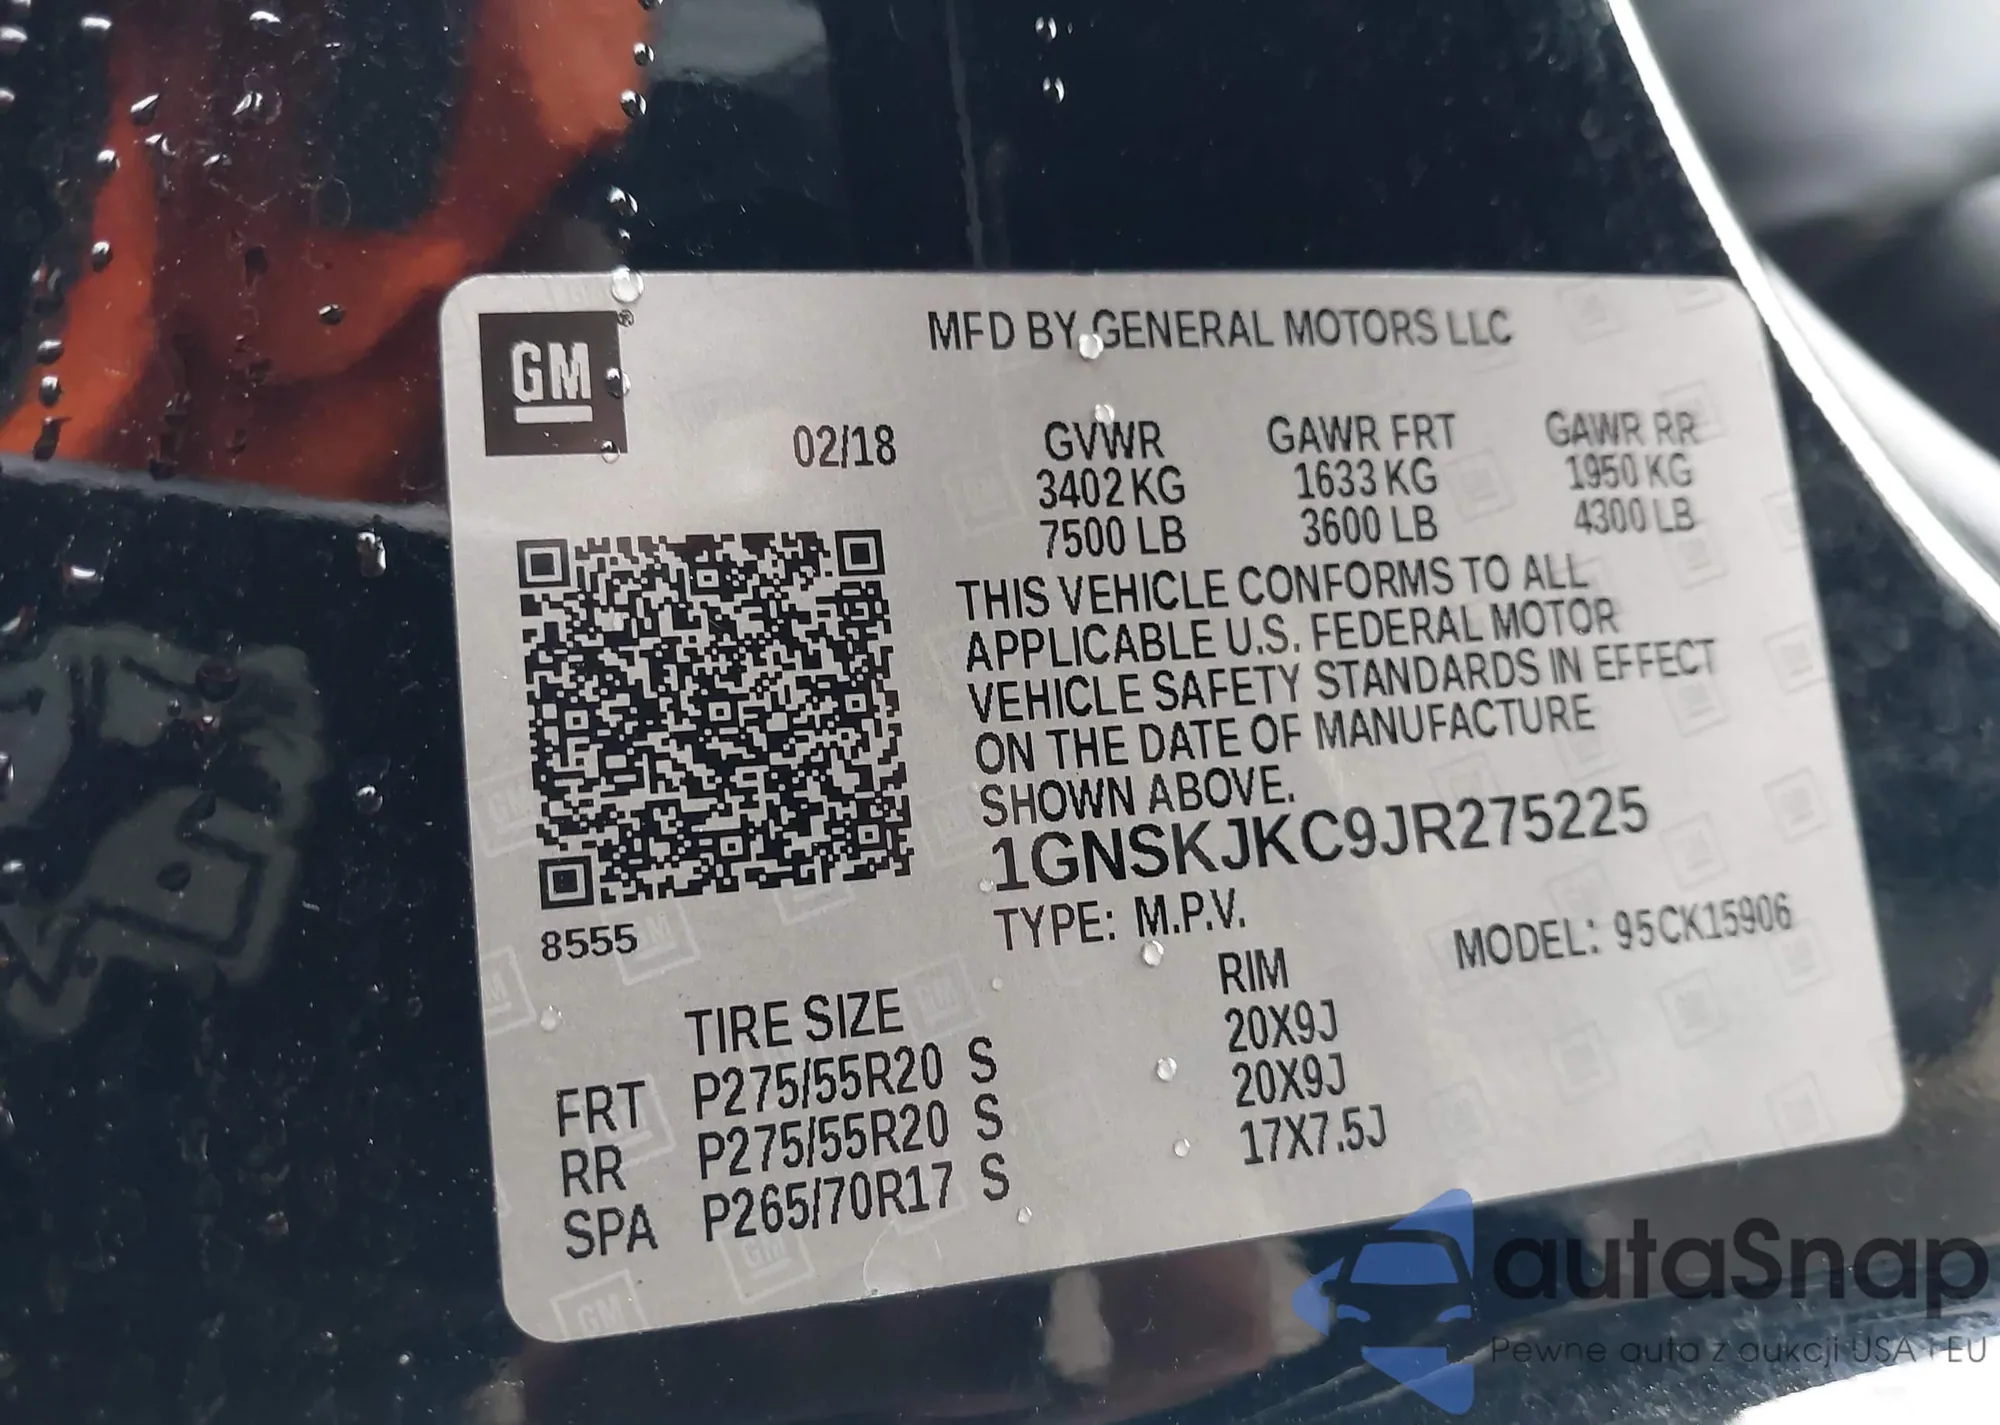 GM
MFD BY GENERAL MOTORS LLC
02/18
GVWR GAWR FRT GAWR RR
3402 KG 1633 KG 1950 KG
7500 LB 3600 LB 4300 LB
THIS VEHICLE CONFORMS TO ALL
APPLICABLE U.S. FEDERAL MOTOR
VEHICLE SAFETY STANDARDS IN EFFECT
ON THE DATE OF MANUFACTURE
SHOWN ABOVE.
1GNSKJKC9JR275225
8555
TYPE: M.P.V. MODEL: 95CK15906
TIRE SIZE RIM
FRT P275/55R20 S 20X9J
RR P275/55R20 S 20X9J
SPA P265/70R17 S 17X7.5J
autaSnap
Pewne auta z aukcji USA i EU